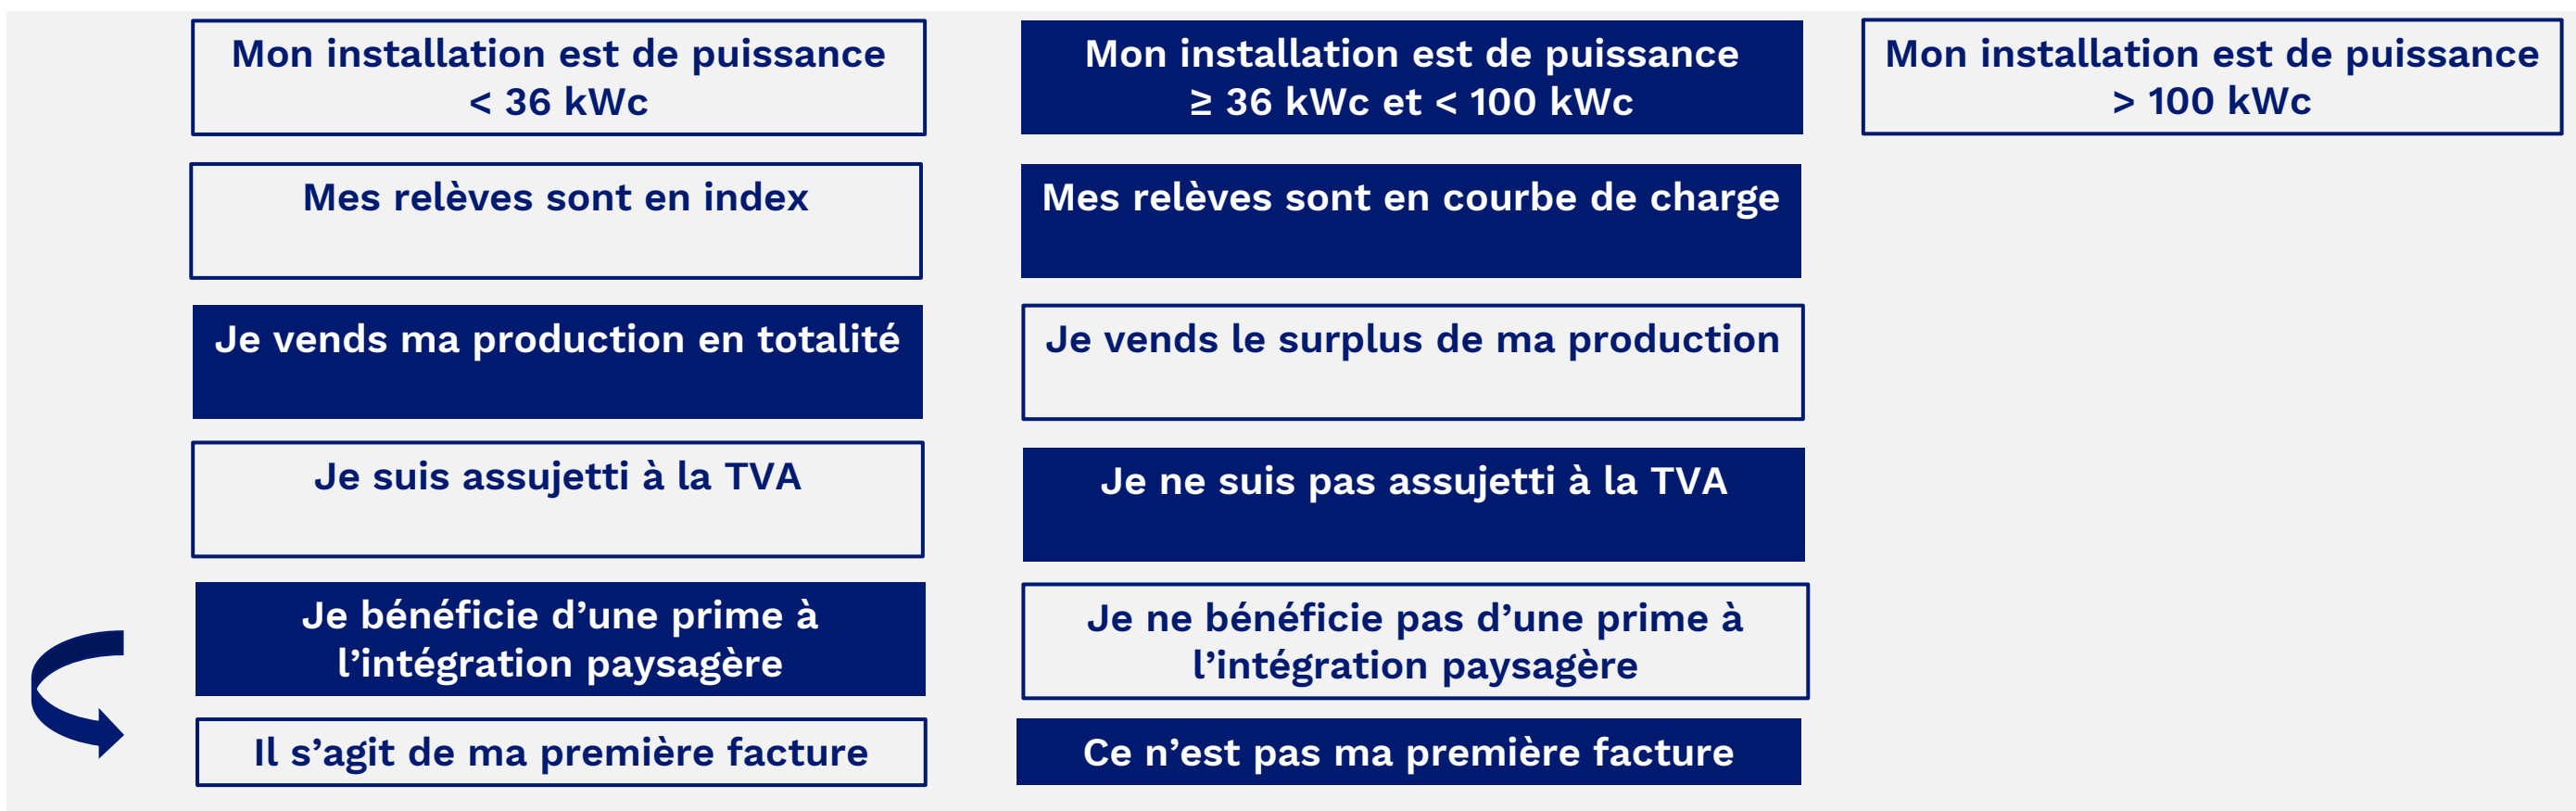 Mon installation est de puissance
< 36 kWc
Mon installation est de puissance
≥ 36 kWc et < 100 kWc
Mon installation est de puissance
> 100 kWc
Mes relèves sont en index
Mes relèves sont en courbe de charge
Je vends ma production en totalité
Je vends le surplus de ma production
Je suis assujetti à la TVA
Je ne suis pas assujetti à la TVA
Je bénéficie d’une prime à
l’intégration paysagère
Je ne bénéficie pas d’une prime à
l’intégration paysagère
Il s’agit de ma première facture
Ce n’est pas ma première facture